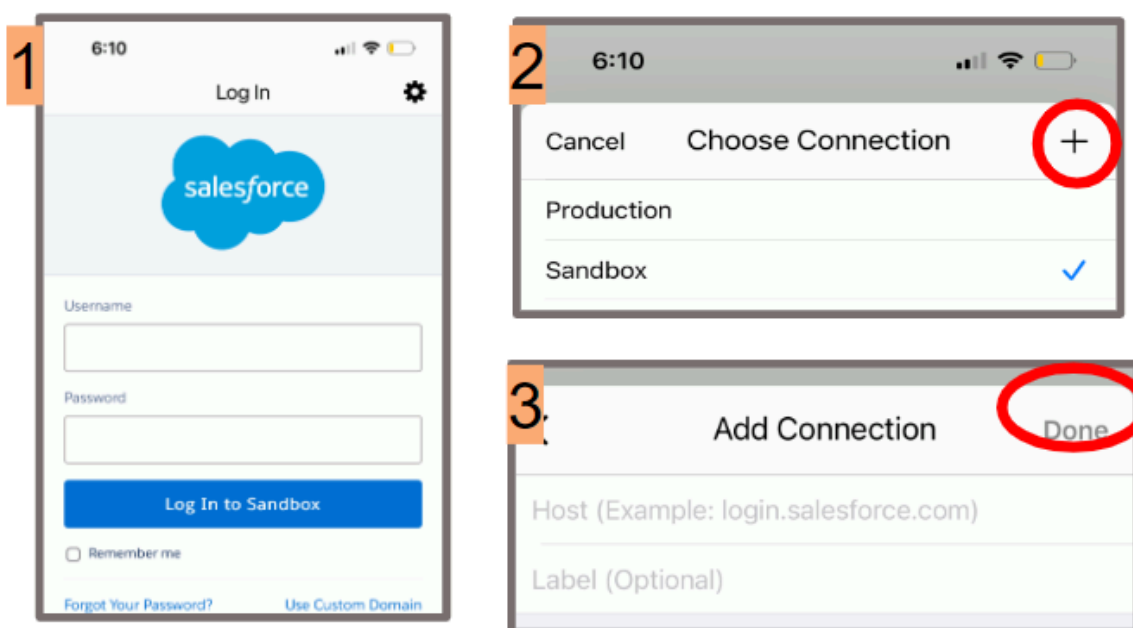 1
6:10
Log In
salesforce
Username
Password
Log In to Sandbox
Remember me
Forgot Your Password? Use Custom Domain
2
6:10
Cancel Choose Connection +
Production
Sandbox
3
Add Connection Done
Host (Example: login.salesforce.com)
Label (Optional)